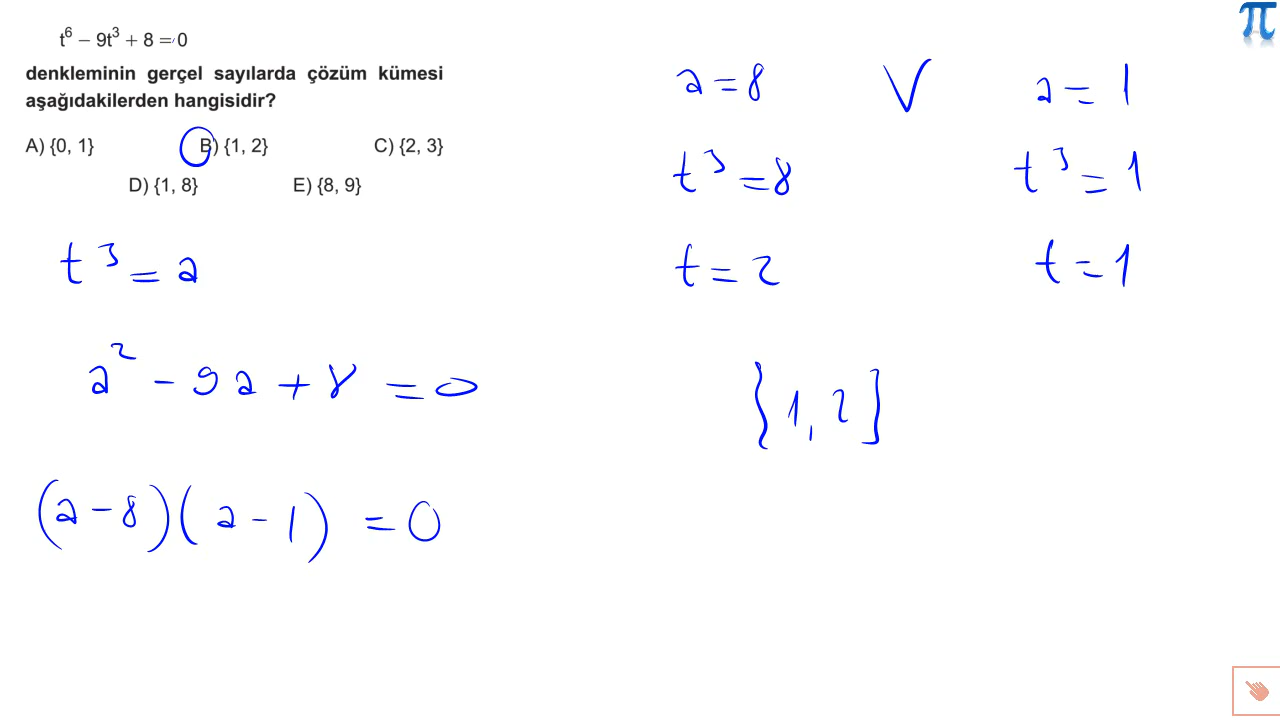 t⁶ − 9t³ + 8 = 0
denkleminin gerçel sayılarda çözüm kümesi
aşağıdakilerden hangisidir?
A) {0, 1} B) {1, 2} C) {2, 3}
D) {1, 8} E) {8, 9}
t³ = a
a² − 9a + 8 = 0
(a − 8)(a − 1) = 0
a = 8 V a = 1
t³ = 8 t³ = 1
t = 2 t = 1
{1, 2}
π